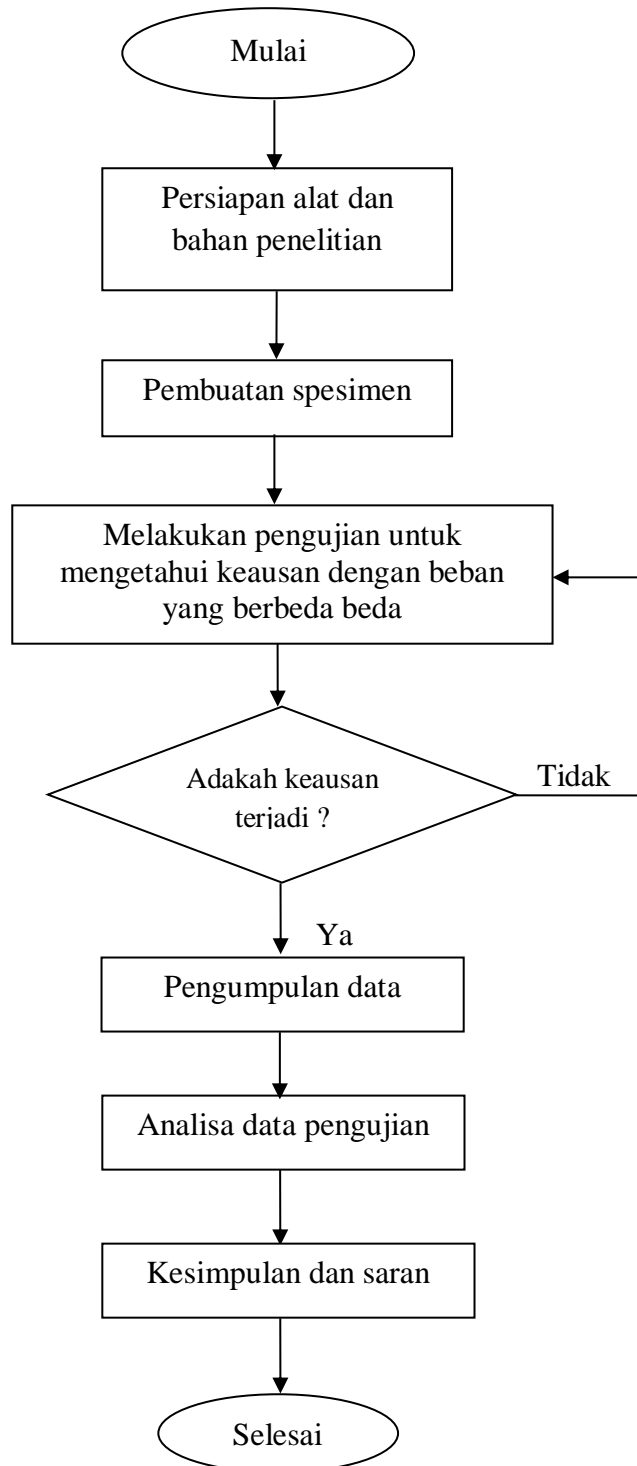 Mulai
Persiapan alat dan
bahan penelitian
Pembuatan spesimen
Melakukan pengujian untuk
mengetahui keausan dengan beban
yang berbeda beda
Adakah keausan
terjadi ?
Tidak
Ya
Pengumpulan data
Analisa data pengujian
Kesimpulan dan saran
Selesai